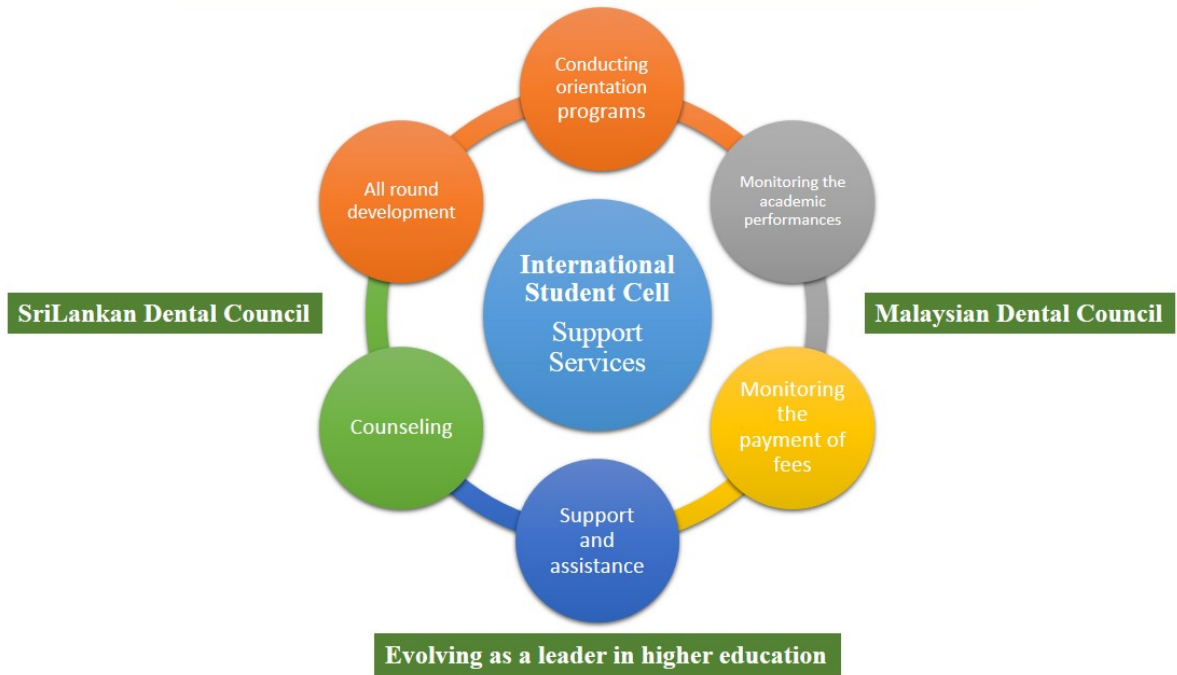 Conducting
orientation
programs
All round
development
Monitoring the
academic
performances
International
Student Cell
Support
Services
SriLankan Dental Council
Malaysian Dental Council
Counseling
Monitoring
the
payment of
fees
Support
and
assistance
Evolving as a leader in higher education